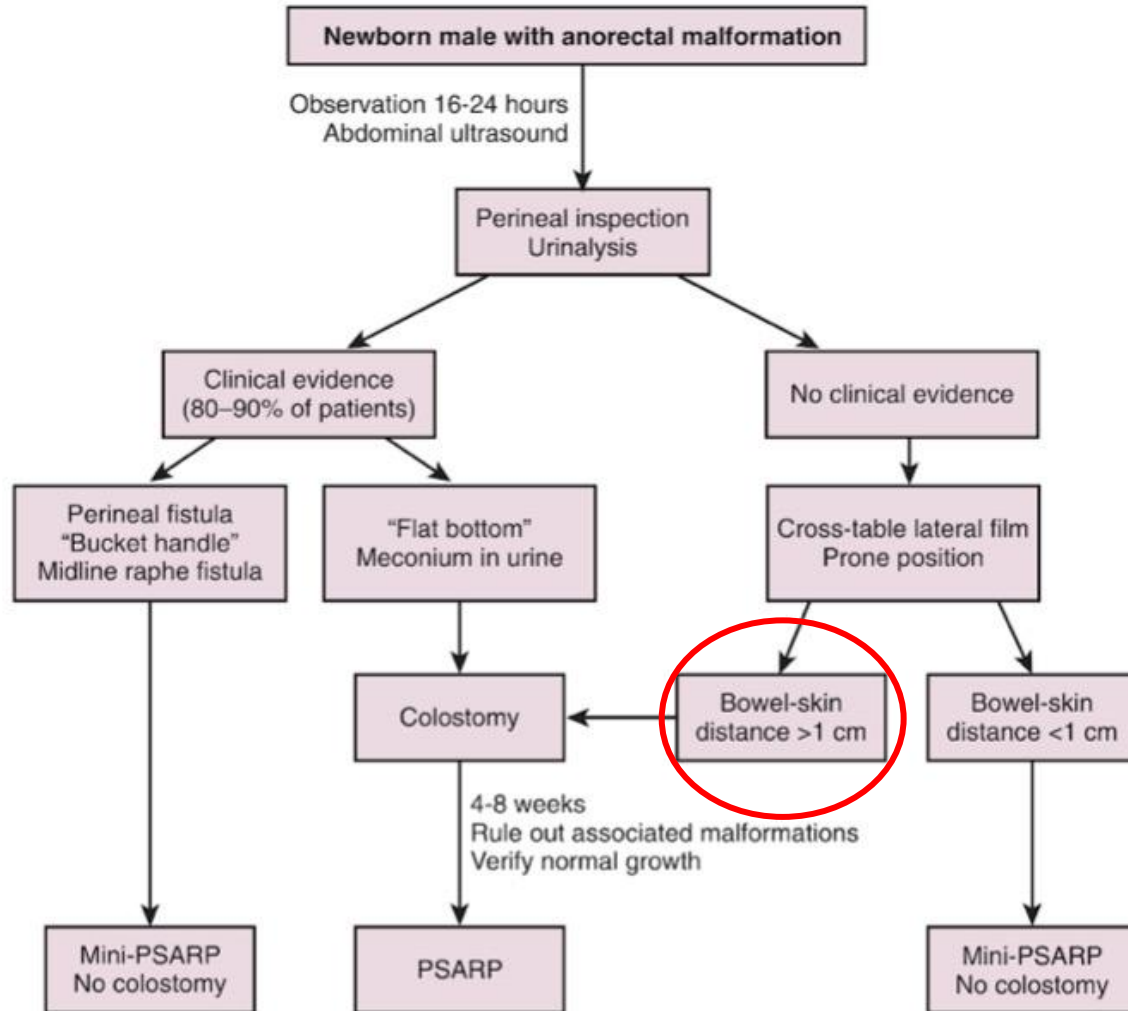 Newborn male with anorectal malformation
Observation 16-24 hours
Abdominal ultrasound
Perineal inspection
Urinalysis
Clinical evidence
(80–90% of patients)
No clinical evidence
Perineal fistula
“Bucket handle”
Midline raphe fistula
“Flat bottom”
Meconium in urine
Cross-table lateral film
Prone position
Colostomy
Bowel-skin
distance >1 cm
Bowel-skin
distance <1 cm
4-8 weeks
Rule out associated malformations
Verify normal growth
Mini-PSARP
No colostomy
PSARP
Mini-PSARP
No colostomy